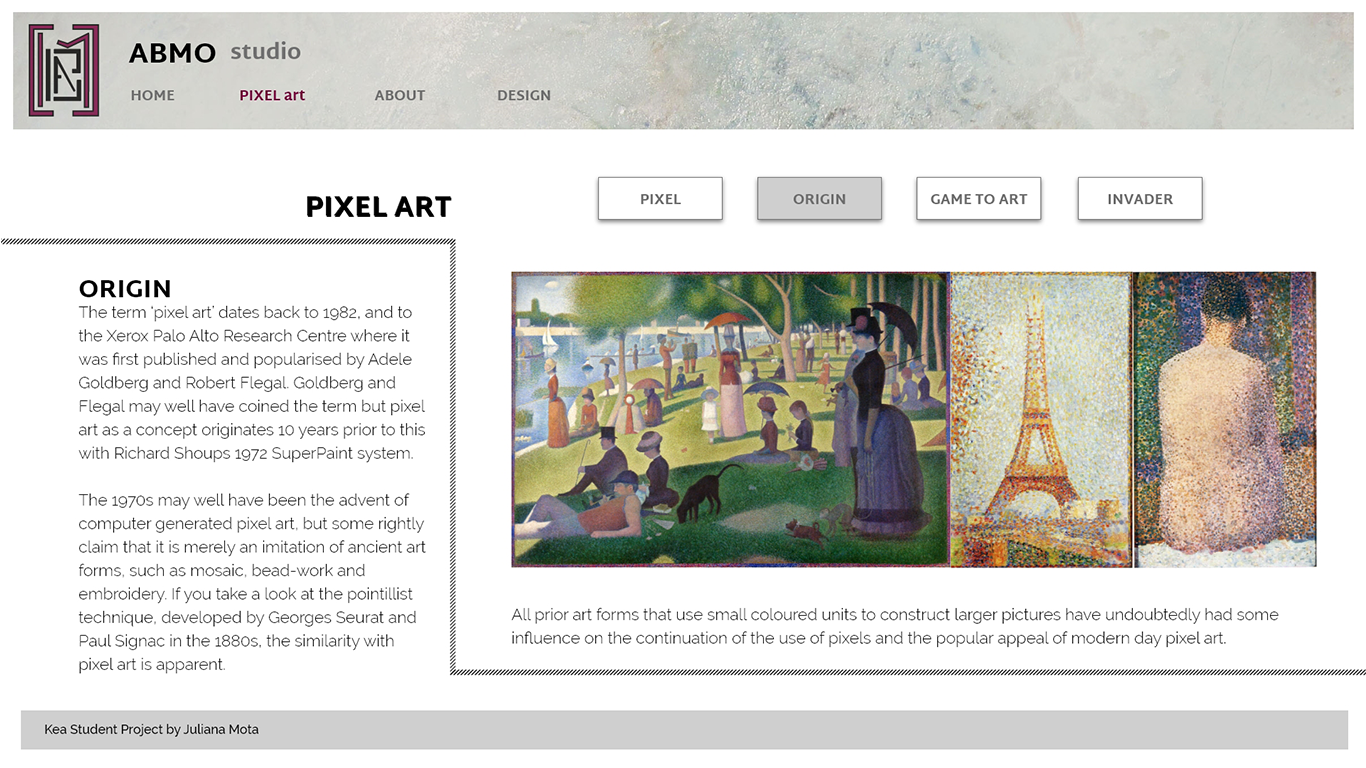 ABMO studio
HOME PIXEL art ABOUT DESIGN
PIXEL ART
PIXEL ORIGIN GAME TO ART INVADER
ORIGIN
The term ‘pixel art’ dates back to 1982, and to
the Xerox Palo Alto Research Centre where it
was first published and popularised by Adele
Goldberg and Robert Flegal. Goldberg and
Flegal may well have coined the term but pixel
art as a concept originates 10 years prior to this
with Richard Shoups 1972 SuperPaint system.
The 1970s may well have been the advent of
computer generated pixel art, but some rightly
claim that it is merely an imitation of ancient art
forms, such as mosaic, bead-work and
embroidery. If you take a look at the pointillist
technique, developed by Georges Seurat and
Paul Signac in the 1880s, the similarity with
pixel art is apparent.
All prior art forms that use small coloured units to construct larger pictures have undoubtedly had some
influence on the continuation of the use of pixels and the popular appeal of modern day pixel art.
Kea Student Project by Juliana Mota